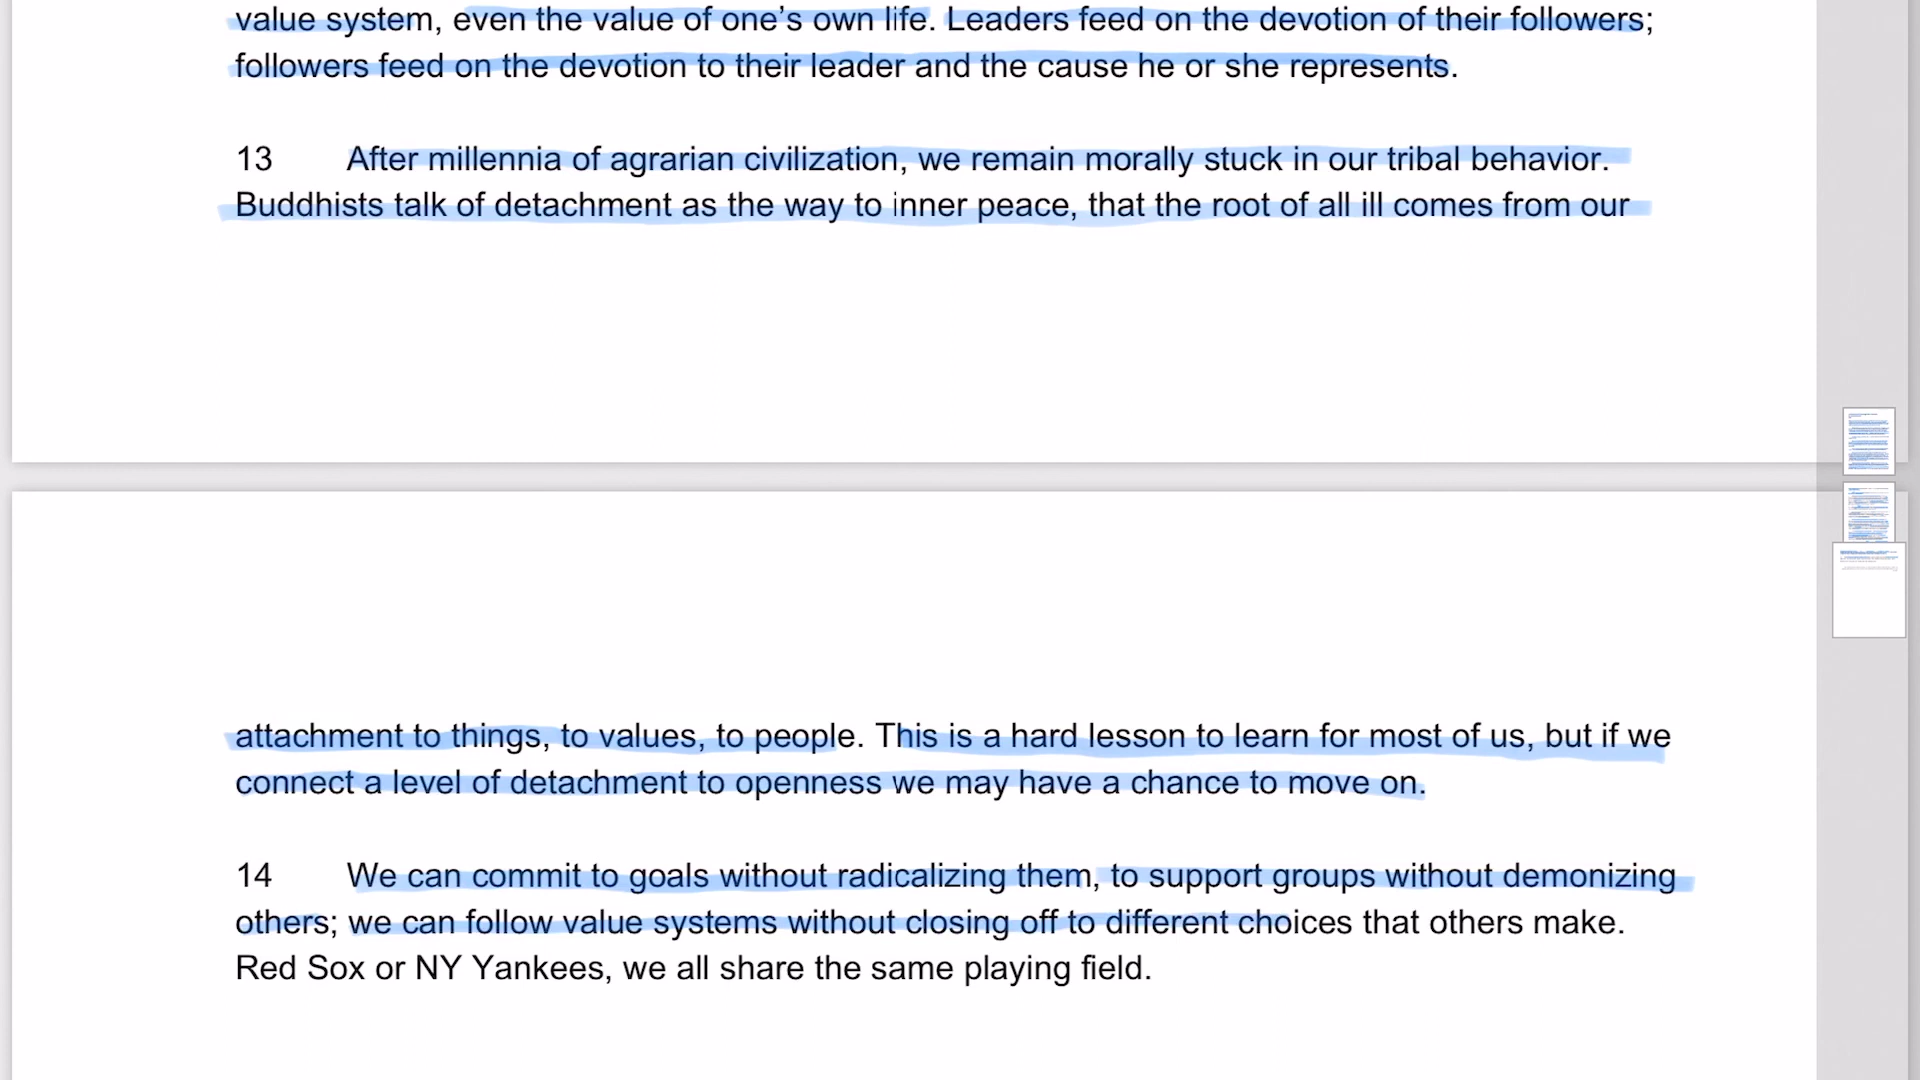 value system, even the value of one’s own life. Leaders feed on the devotion of their followers;
followers feed on the devotion to their leader and the cause he or she represents.
13 After millennia of agrarian civilization, we remain morally stuck in our tribal behavior.
Buddhists talk of detachment as the way to inner peace, that the root of all ill comes from our
attachment to things, to values, to people. This is a hard lesson to learn for most of us, but if we
connect a level of detachment to openness we may have a chance to move on.
14 We can commit to goals without radicalizing them, to support groups without demonizing
others; we can follow value systems without closing off to different choices that others make.
Red Sox or NY Yankees, we all share the same playing field.